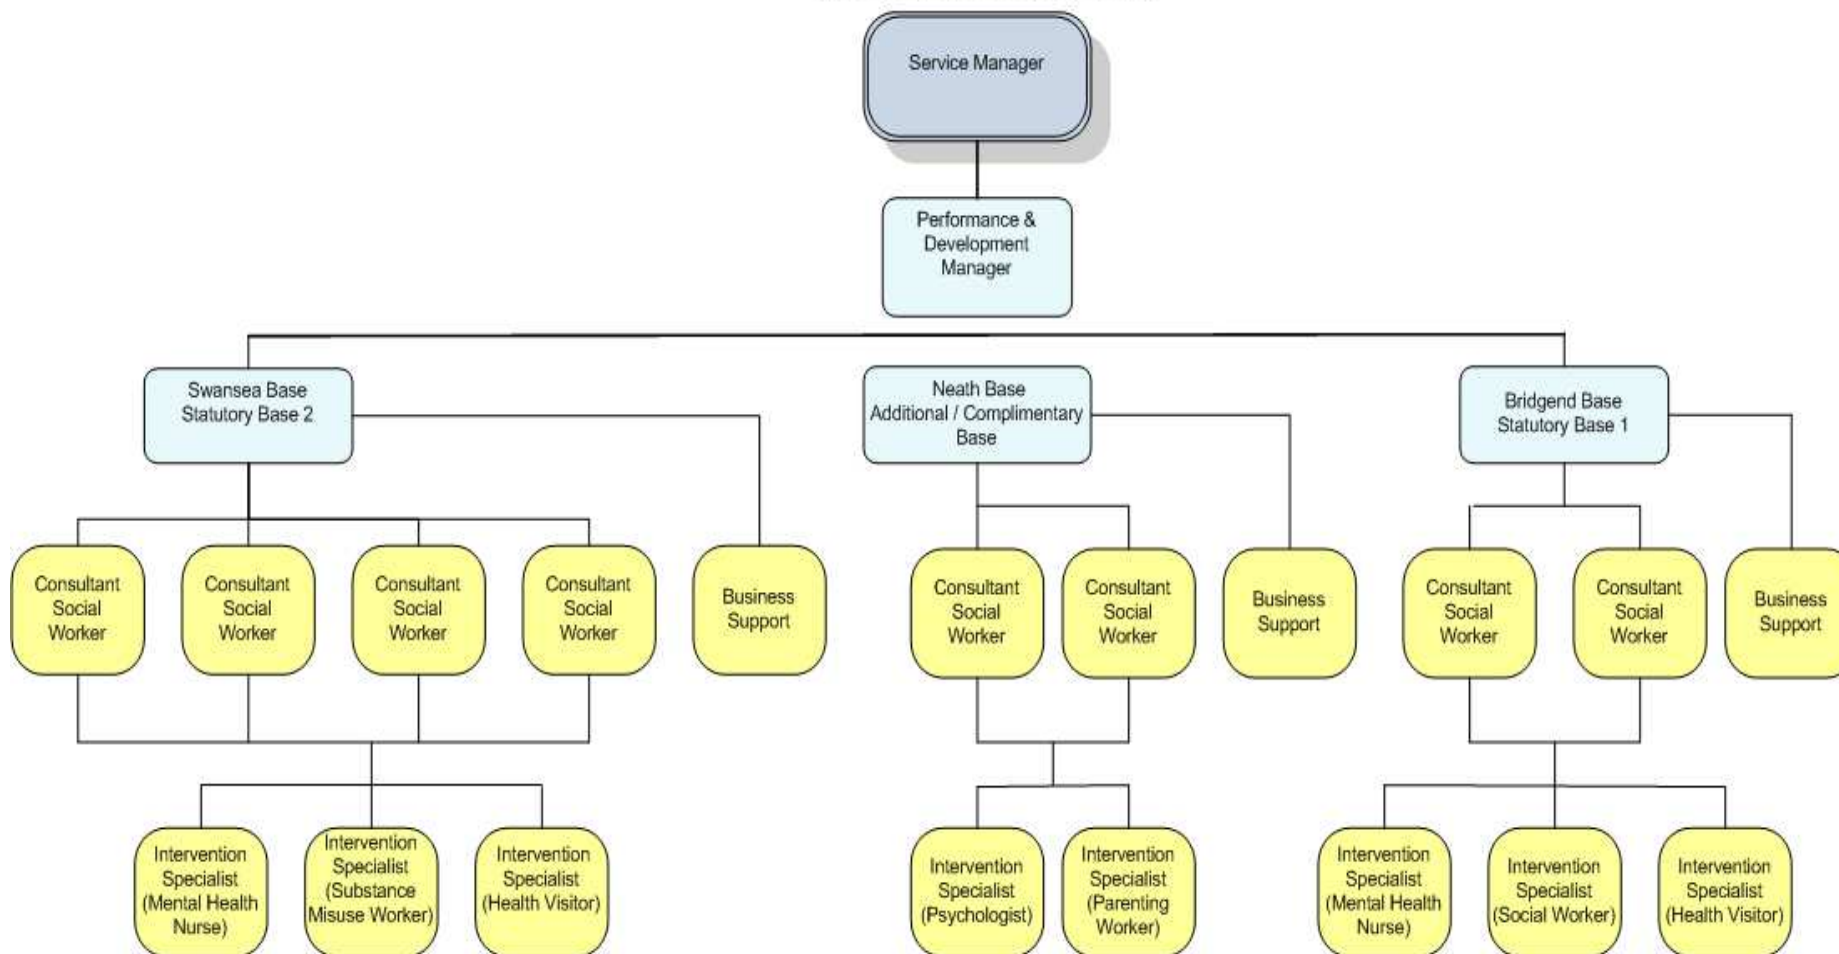 Service Manager
Performance &
Development
Manager
Swansea Base
Statutory Base 2
Neath Base
Additional / Complimentary
Base
Bridgend Base
Statutory Base 1
Consultant
Social
Worker
Consultant
Social
Worker
Consultant
Social
Worker
Consultant
Social
Worker
Business
Support
Consultant
Social
Worker
Consultant
Social
Worker
Business
Support
Consultant
Social
Worker
Consultant
Social
Worker
Business
Support
Intervention
Specialist
(Mental Health
Nurse)
Intervention
Specialist
(Substance
Misuse Worker)
Intervention
Specialist
(Health Visitor)
Intervention
Specialist
(Psychologist)
Intervention
Specialist
(Parenting
Worker)
Intervention
Specialist
(Mental Health
Nurse)
Intervention
Specialist
(Social Worker)
Intervention
Specialist
(Health Visitor)